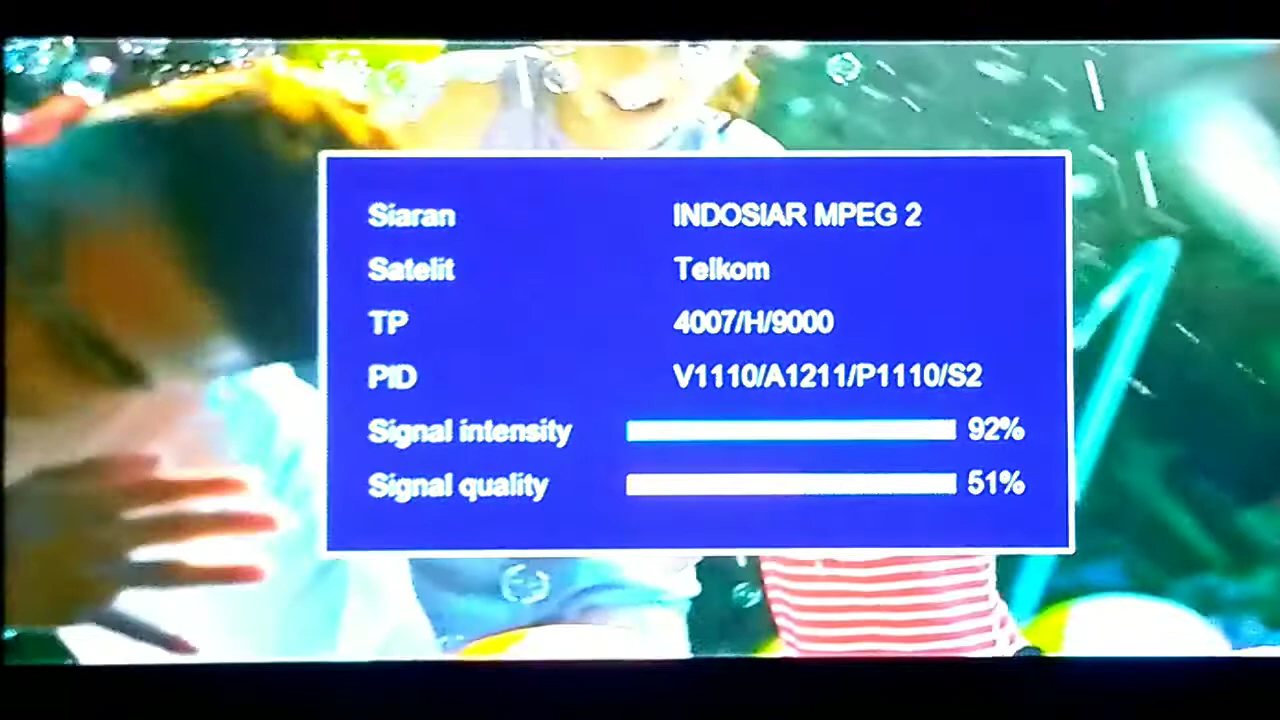 Siaran INDOSIAR MPEG 2
Satelit Telkom
TP 4007/H/9000
PID V1110/A1211/P1110/S2
Signal intensity 92%
Signal quality 51%